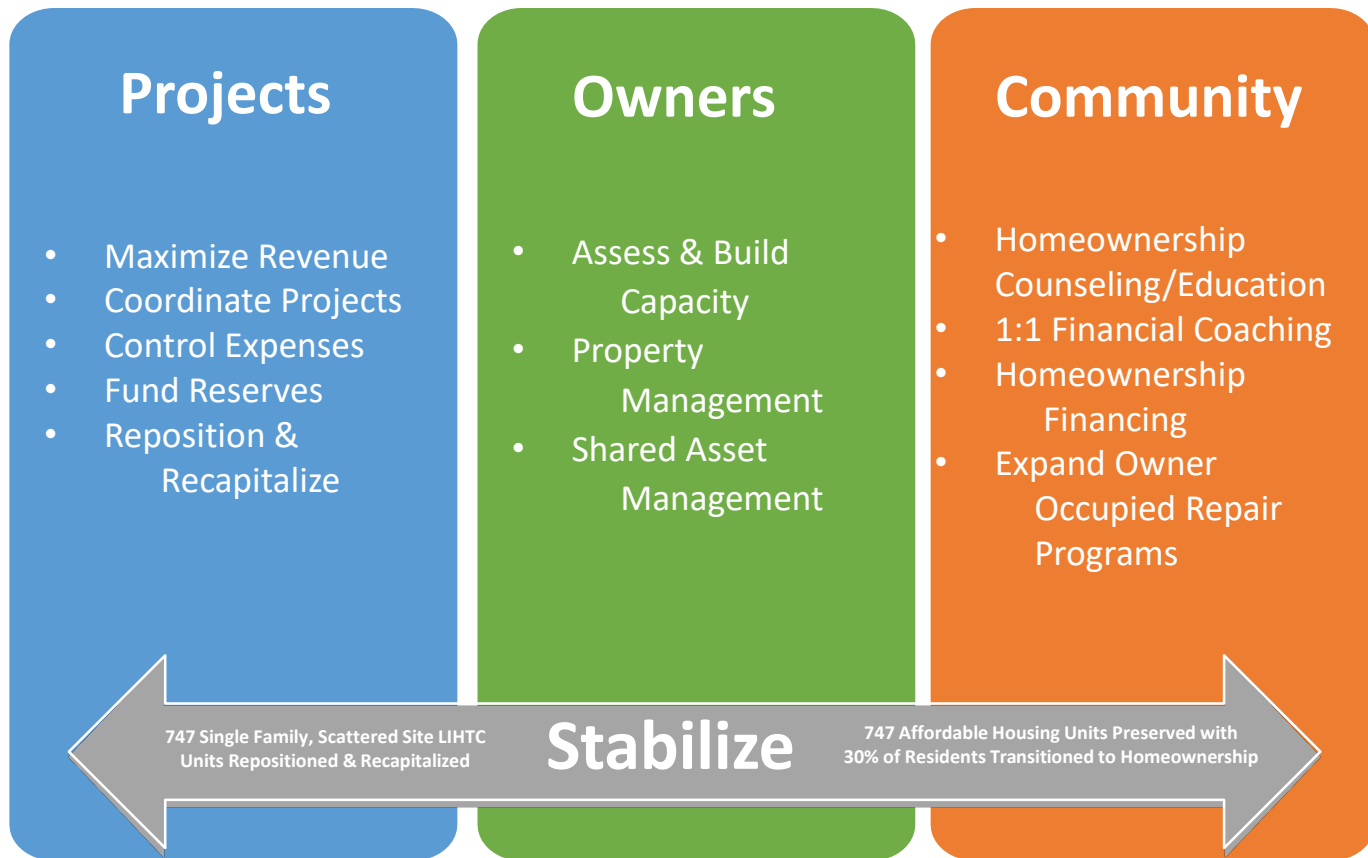 Projects
• Maximize Revenue
• Coordinate Projects
• Control Expenses
• Fund Reserves
• Reposition &
Recapitalize
Owners
• Assess & Build
Capacity
• Property
Management
• Shared Asset
Management
Community
• Homeownership
Counseling/Education
• 1:1 Financial Coaching
• Homeownership
Financing
• Expand Owner
Occupied Repair
Programs
747 Single Family, Scattered Site LIHTC
Units Repositioned & Recapitalized
Stabilize
747 Affordable Housing Units Preserved with
30% of Residents Transitioned to Homeownership